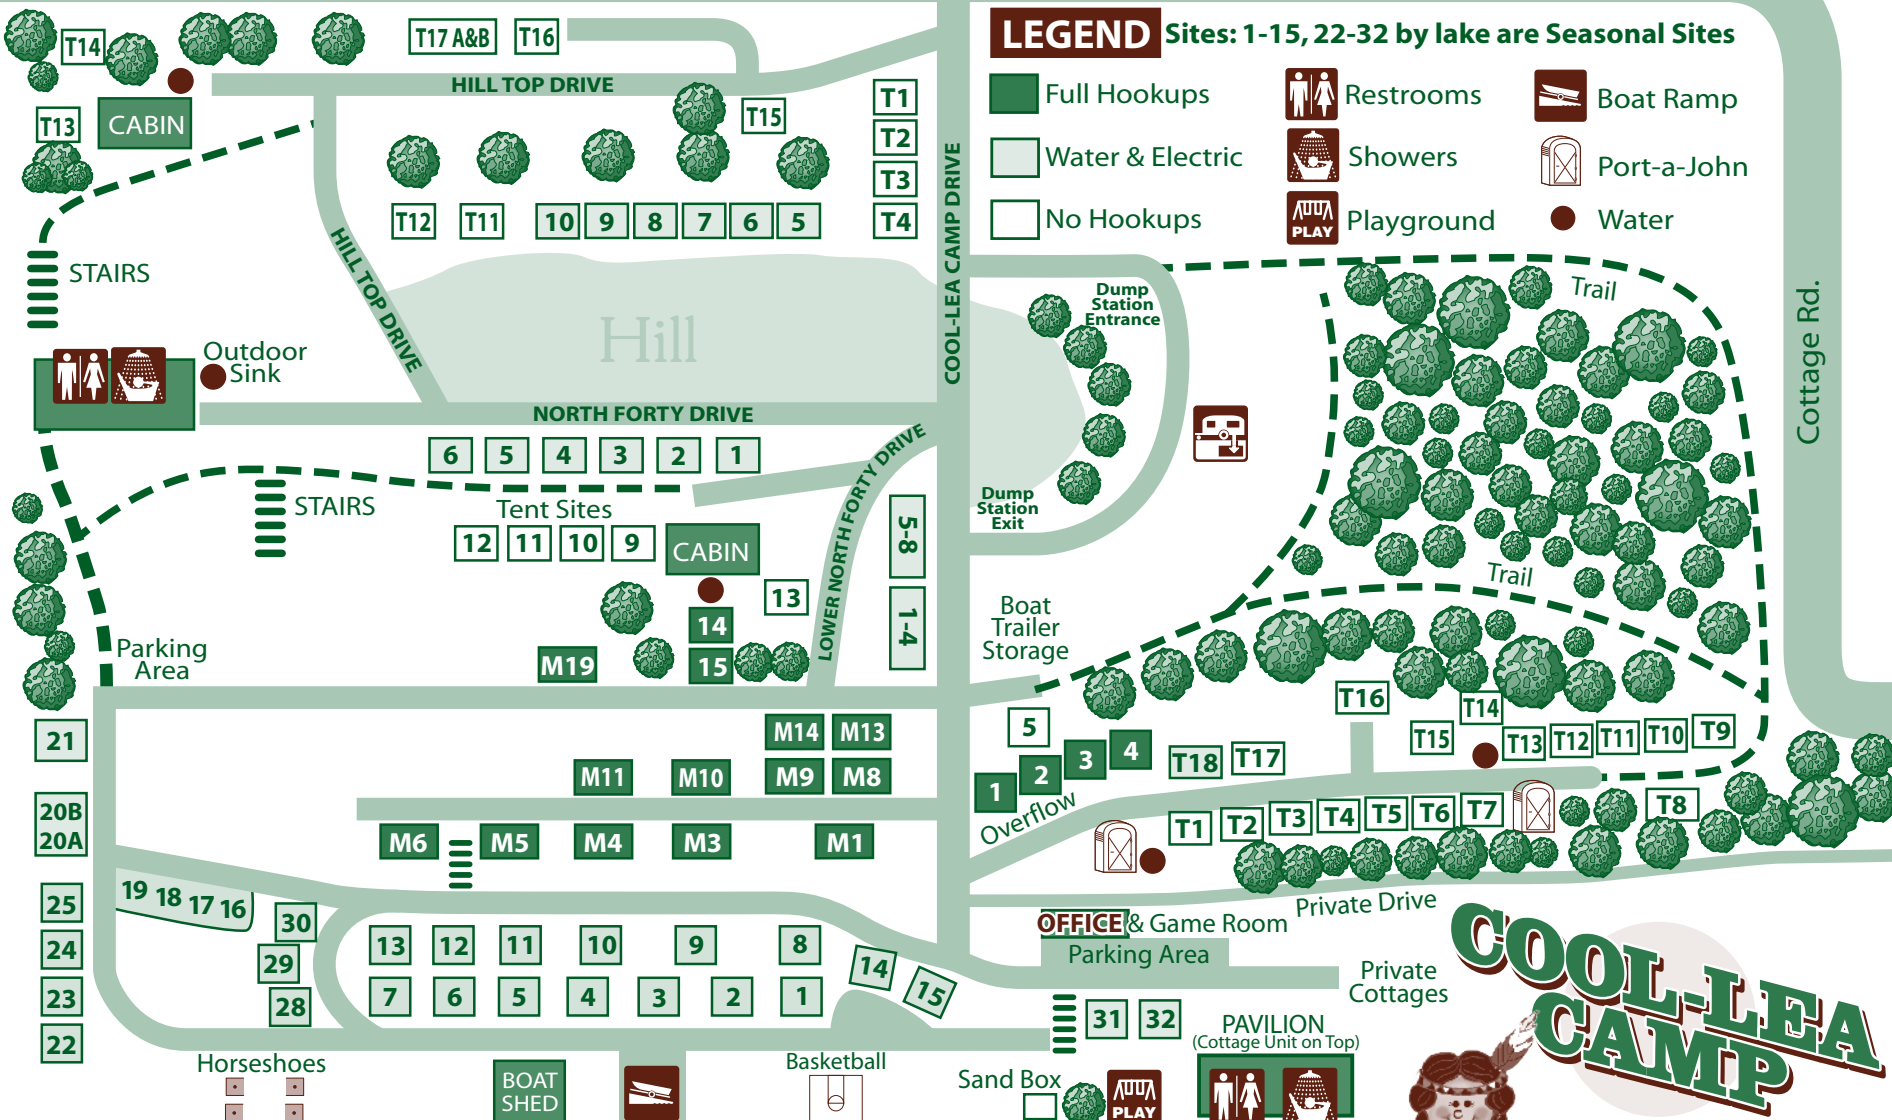 LEGEND Sites: 1-15, 22-32 by lake are Seasonal Sites
Full Hookups
Water & Electric
No Hookups
Restrooms
Showers
PLAY Playground
Boat Ramp
Port-a-John
Water
T14
T17 A&B
T16
HILL TOP DRIVE
T13
CABIN
T15
T1
T2
T3
T4
T12
T11
10
9
8
7
6
5
STAIRS
HILL TOP DRIVE
Hill
COOL-LEA CAMP DRIVE
Dump
Station
Entrance
Dump
Station
Exit
Trail
Cottage Rd.
Outdoor
Sink
NORTH FORTY DRIVE
6
5
4
3
2
1
STAIRS
Tent Sites
12
11
10
9
CABIN
13
14
15
M19
LOWER NORTH FORTY DRIVE
5-8
1-4
Trail
Boat
Trailer
Storage
Parking
Area
21
20B
20A
25
24
23
22
M14
M13
M11
M10
M9
M8
M6
M5
M4
M3
M1
5
1
2
3
4
Overflow
T18
T17
T16
T15
T14
T13
T12
T11
T10
T9
T1
T2
T3
T4
T5
T6
T7
T8
Private Drive
19
18
17
16
30
29
28
13
12
11
10
9
8
7
6
5
4
3
2
1
14
15
OFFICE & Game Room
Parking Area
Private
Cottages
31
32
PAVILION
(Cottage Unit on Top)
Horseshoes
BOAT
SHED
Basketball
Sand Box
PLAY
COOL-LEA
CAMP